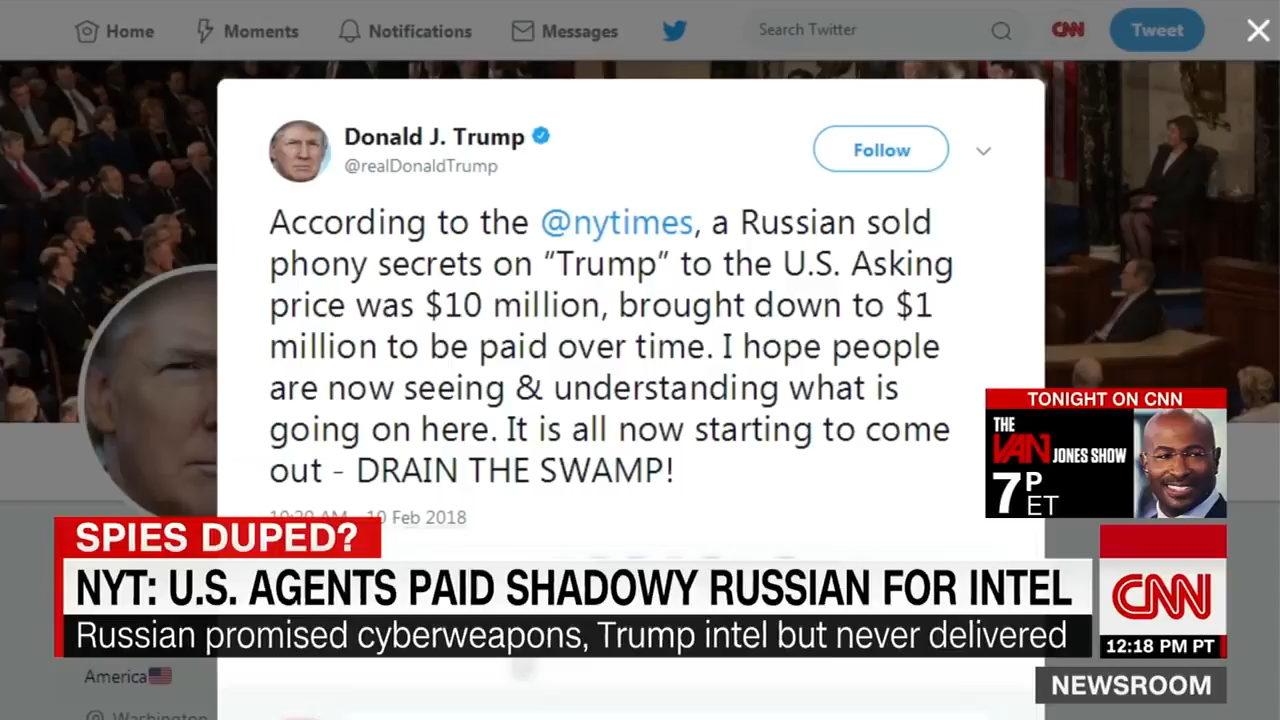 Home
Moments
Notifications
Messages
Search Twitter
CNN
Tweet
Donald J. Trump
@realDonaldTrump
Follow
According to the @nytimes, a Russian sold
phony secrets on “Trump” to the U.S. Asking
price was $10 million, brought down to $1
million to be paid over time. I hope people
are now seeing & understanding what is
going on here. It is all now starting to come
out - DRAIN THE SWAMP!
10 Feb 2018
TONIGHT ON CNN
THE
VAN
JONES SHOW
7P
ET
SPIES DUPED?
NYT: U.S. AGENTS PAID SHADOWY RUSSIAN FOR INTEL
Russian promised cyberweapons, Trump intel but never delivered
CNN
12:18 PM PT
America
Washington
NEWSROOM